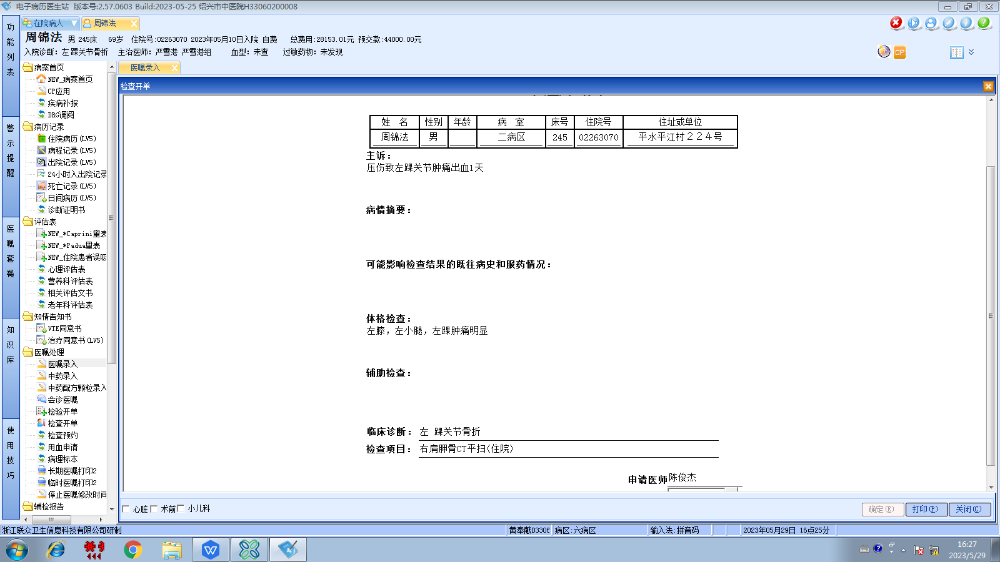 电子病历医生站 版本号:2.57.0603 Build:2023-05-25 绍兴市中医院H33060200008
在院病人
周锦法
周锦法 男 245床 69岁 住院号:02263070 2023年05月10日入院 自费 总费用:28153.01元 预交款:44000.00元
入院诊断: 左 踝关节骨折 主治医师: 严雪港 严雪港组 血型: 未查 过敏药物: 未发现
CP
功能列表
警示提醒
医嘱套餐
知识库
使用技巧
病案首页
NEW_病案首页
CP应用
疾病补报
DRG调阅
病历记录
住院病历(LV5)
病程记录(LV5)
出院记录(LV5)
24小时入出院记录
死亡记录(LV5)
日间病历(LV5)
诊断证明书
评估表
NEW_*Caprini量表
NEW_*Padua量表
NEW_住院患者误吸
心理评估表
营养科评估表
相关评估文书
老年科评估表
知情告知书
VTE同意书
治疗同意书(LV5)
医嘱处理
医嘱录入
中药录入
中药配方颗粒录入
会诊医嘱
检验开单
检查开单
检查预约
用血申请
病理标本
长期医嘱打印2
临时医嘱打印2
停止医嘱修改时间
辅检报告
医嘱录入
检查开单
姓 名 性别 年龄 病 室 床号 住院号 住址或单位
周锦法 男 二病区 245 02263070 平水平江村２２４号
主诉:
压伤致左踝关节肿痛出血1天
病情摘要:
可能影响检查结果的既往病史和服药情况:
体格检查:
左膝，左小腿，左踝肿痛明显
辅助检查:
临床诊断: 左 踝关节骨折
检查项目: 右肩胛骨CT平扫(住院)
申请医师 陈俊杰
心脏 术前 小儿科
确定(E) 打印(P) 关闭(C)
浙江联众卫生信息科技有限公司研制 黄奉献D3306 病区:六病区 输入法:拼音码 2023年05月29日 16点25分
16:27
2023/5/29